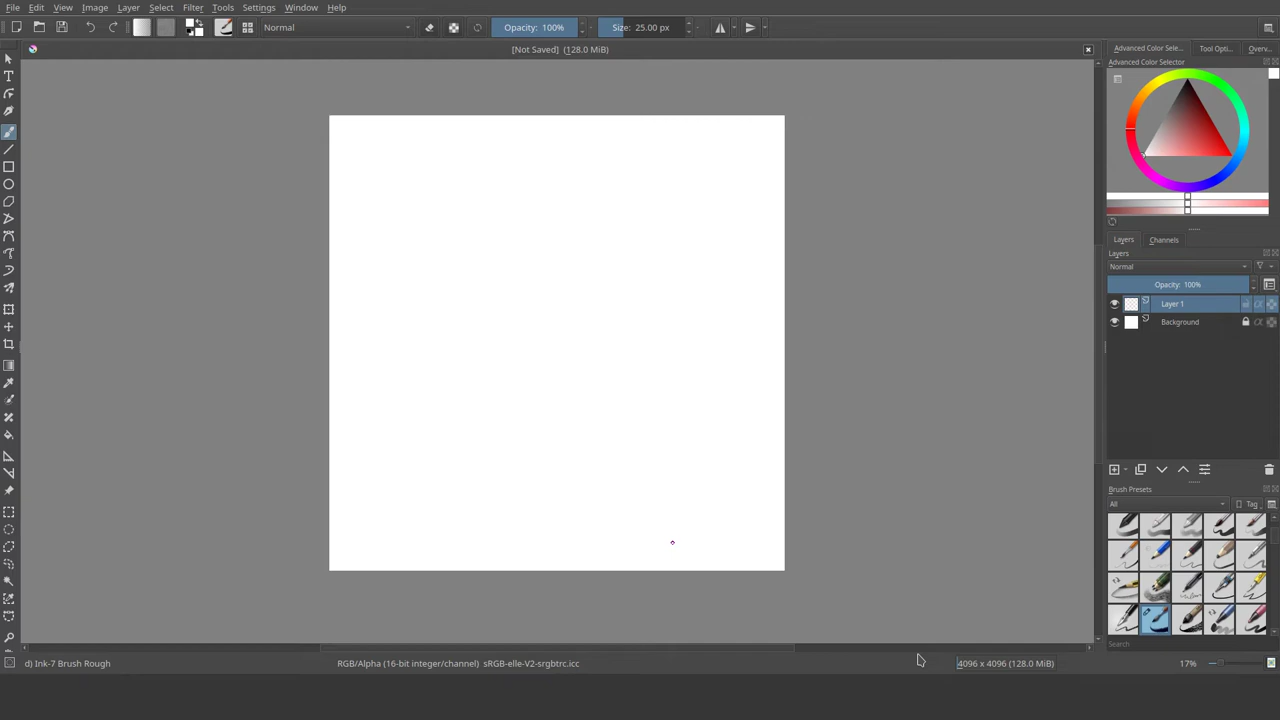 File Edit View Image Layer Select Filter Tools Settings Window Help
Normal Opacity: 100% Size: 25.00 px
[Not Saved] (128.0 MiB)
Advanced Color Sele... Tool Opti... Overv...
Advanced Color Selector
Layers Channels
Layers
Normal
Opacity: 100%
Layer 1
Background
Brush Presets
All Tag
Search
d) Ink-7 Brush Rough RGB/Alpha (16-bit integer/channel) sRGB-elle-V2-srgbtrc.icc 4096 x 4096 (128.0 MiB) 17%